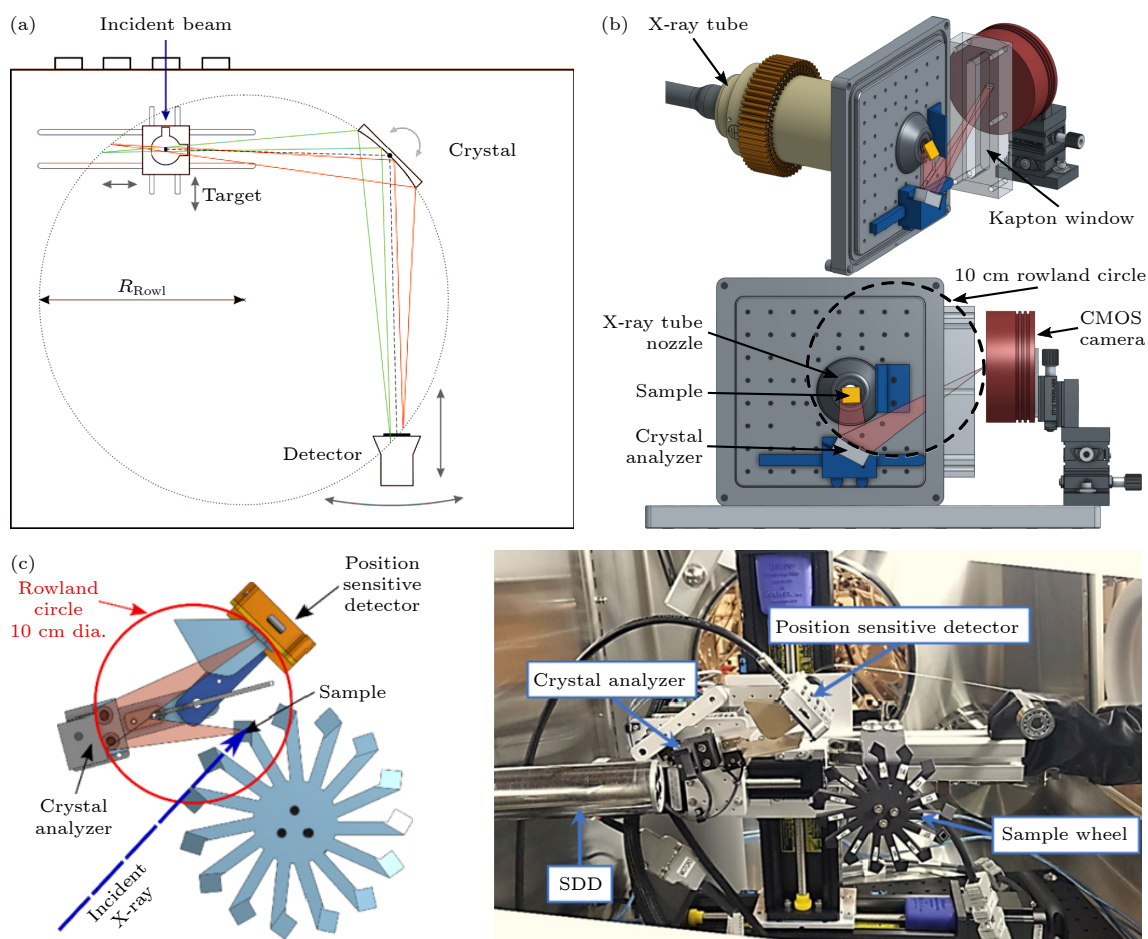 (a)
Incident beam
Crystal
Target
R_Rowl
Detector
(b)
X-ray tube
Kapton window
10 cm rowland circle
X-ray tube
nozzle
CMOS
camera
Sample
Crystal
analyzer
(c)
Rowland
circle
10 cm dia.
Position
sensitive
detector
Sample
Crystal
analyzer
Incident
X-ray
Position sensitive detector
Crystal analyzer
Sample wheel
SDD